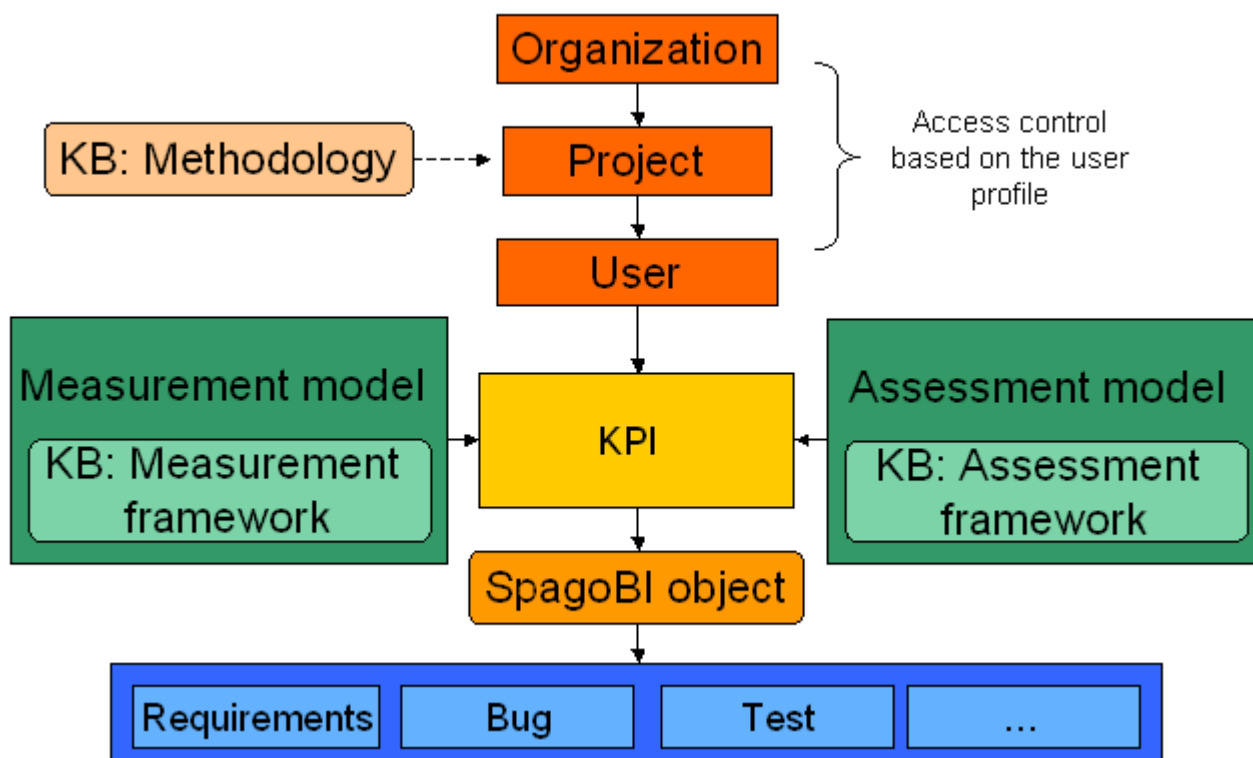 Organization
KB: Methodology
Project
Access control
based on the user
profile
User
Measurement model
KB: Measurement
framework
KPI
Assessment model
KB: Assessment
framework
SpagoBI object
Requirements
Bug
Test
...